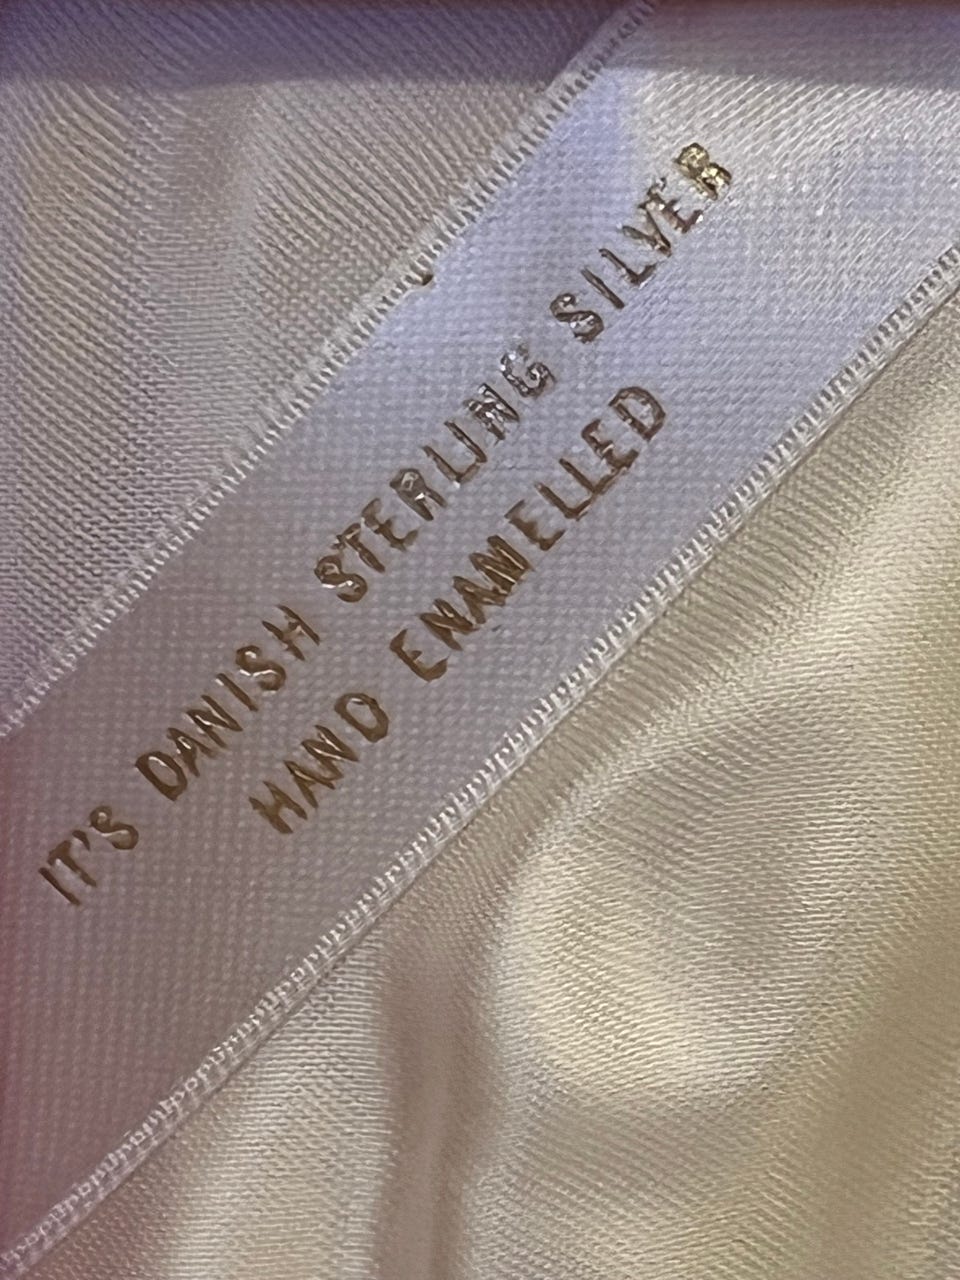 IT'S DANISH STERLING SILVER
HAND ENAMELLED